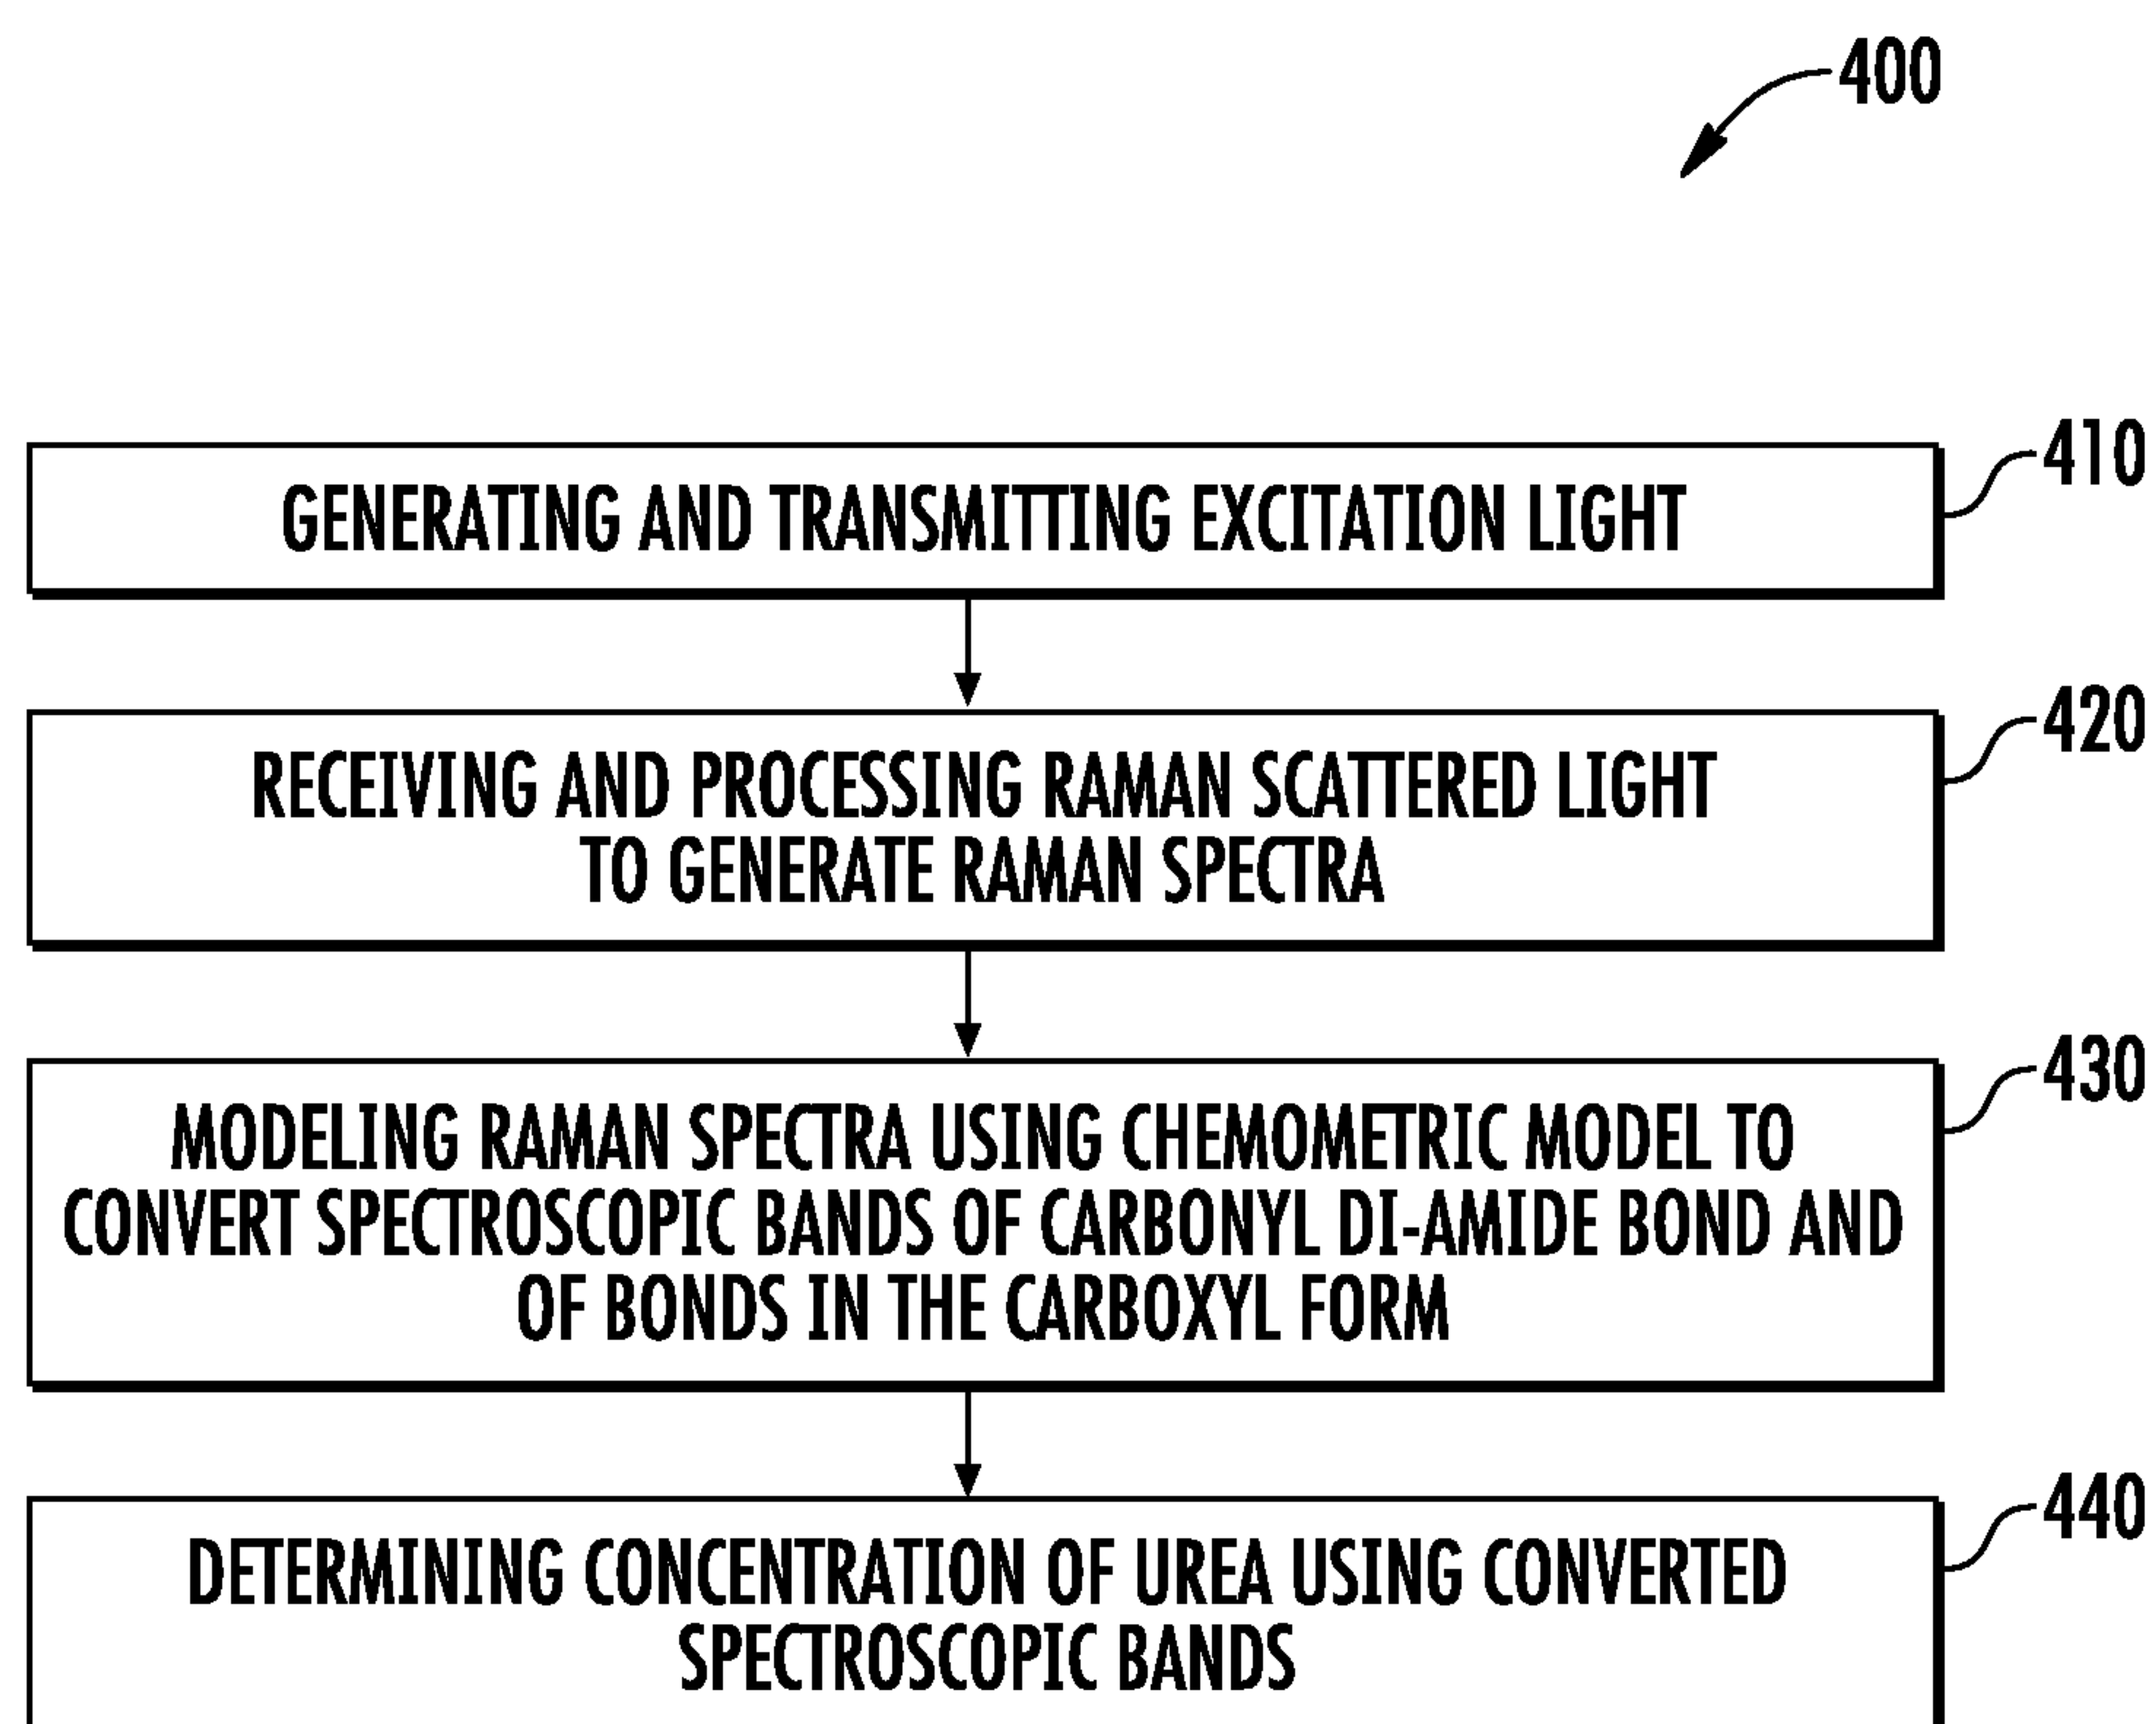 400
410
GENERATING AND TRANSMITTING EXCITATION LIGHT
420
RECEIVING AND PROCESSING RAMAN SCATTERED LIGHT
TO GENERATE RAMAN SPECTRA
430
MODELING RAMAN SPECTRA USING CHEMOMETRIC MODEL TO
CONVERT SPECTROSCOPIC BANDS OF CARBONYL DI-AMIDE BOND AND
OF BONDS IN THE CARBOXYL FORM
440
DETERMINING CONCENTRATION OF UREA USING CONVERTED
SPECTROSCOPIC BANDS